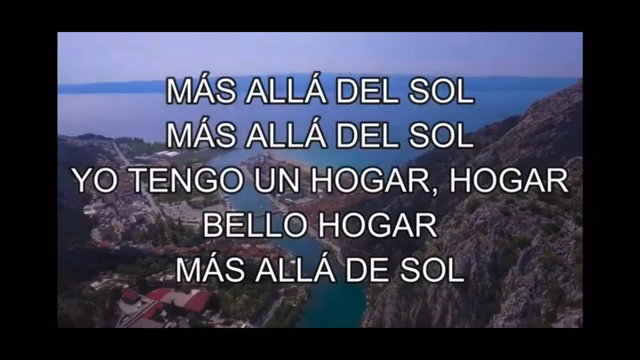 MÁS ALLÁ DEL SOL
MÁS ALLÁ DEL SOL
YO TENGO UN HOGAR, HOGAR
BELLO HOGAR
MÁS ALLÁ DE SOL